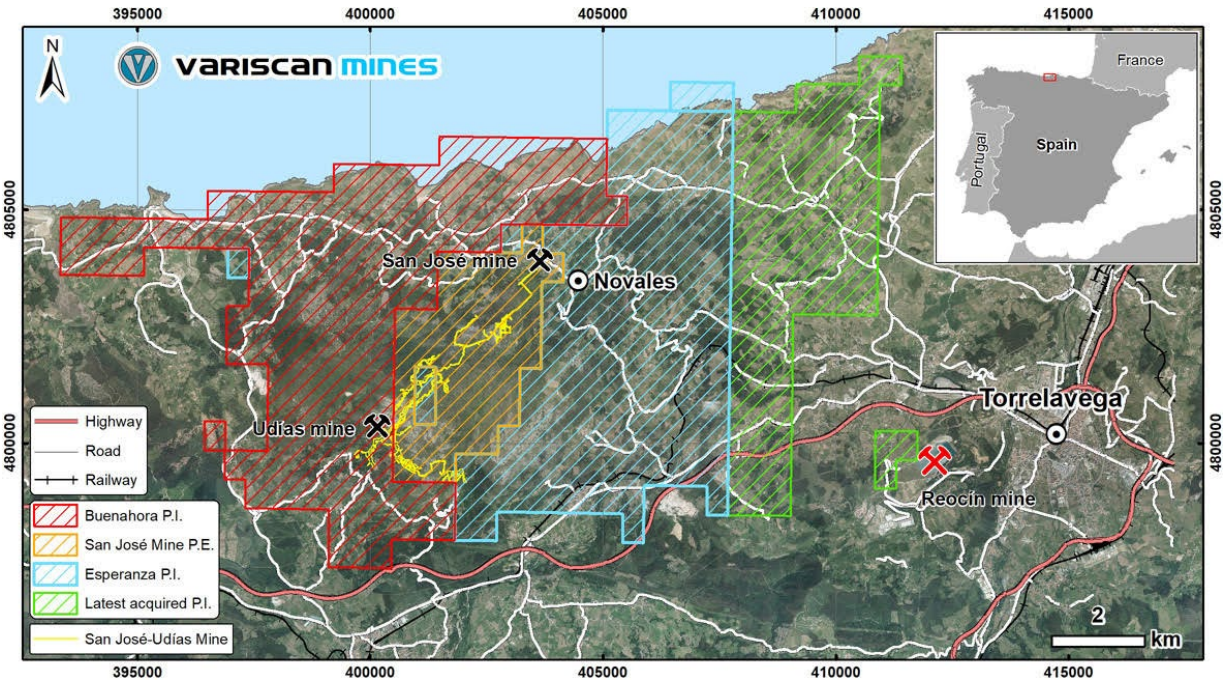 395000 400000 405000 410000 415000
N
VARISCAN MINES
France
Portugal
Spain
4805000
4805000
San José mine
Novales
Udías mine
Torrelavega
Reocín mine
4800000
4800000
Highway
Road
Railway
Buenahora P.I.
San José Mine P.E.
Esperanza P.I.
Latest acquired P.I.
San José-Udías Mine
2
km
395000 400000 405000 410000 415000